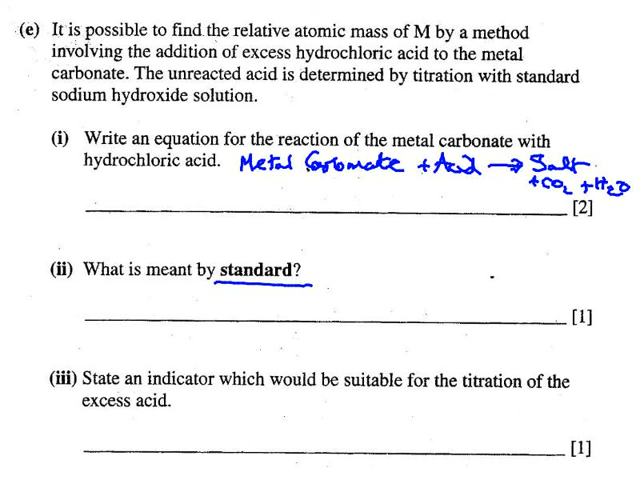 (e) It is possible to find the relative atomic mass of M by a method
involving the addition of excess hydrochloric acid to the metal
carbonate. The unreacted acid is determined by titration with standard
sodium hydroxide solution.
(i) Write an equation for the reaction of the metal carbonate with
hydrochloric acid. Metal Carbonate + Acid → Salt
+CO₂ +H₂O
[2]
(ii) What is meant by standard?
[1]
(iii) State an indicator which would be suitable for the titration of the
excess acid.
[1]